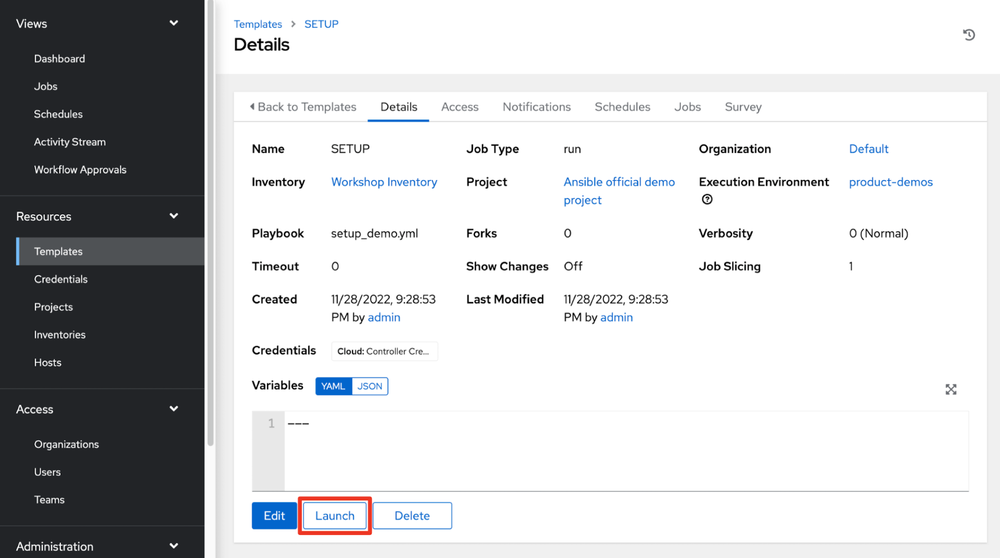 Views
Dashboard
Jobs
Schedules
Activity Stream
Workflow Approvals
Resources
Templates
Credentials
Projects
Inventories
Hosts
Access
Organizations
Users
Teams
Administration
Templates > SETUP
Details
Back to Templates Details Access Notifications Schedules Jobs Survey
Name SETUP Job Type run Organization Default
Inventory Workshop Inventory Project Ansible official demo Execution Environment product-demos
project
Playbook setup_demo.yml Forks 0 Verbosity 0 (Normal)
Timeout 0 Show Changes Off Job Slicing 1
Created 11/28/2022, 9:28:53 Last Modified 11/28/2022, 9:28:53
PM by admin PM by admin
Credentials Cloud: Controller Cre...
Variables YAML JSON
1 ---
Edit Launch Delete